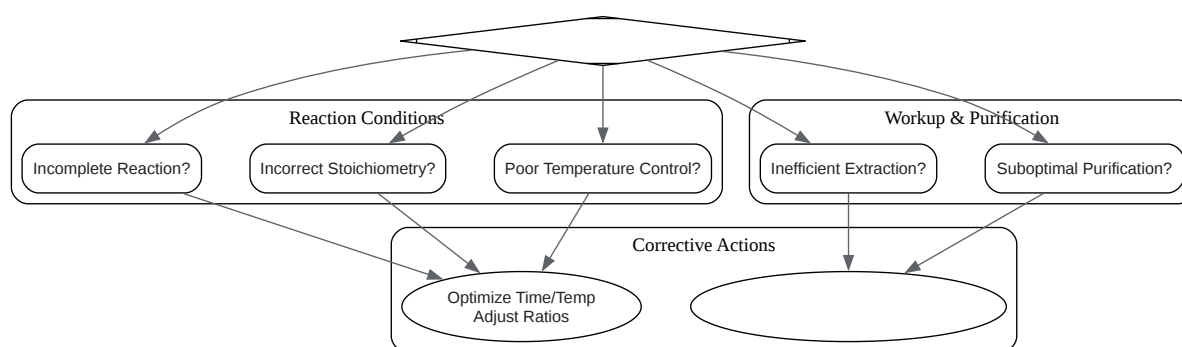 Reaction Conditions
Workup & Purification
Incomplete Reaction?
Incorrect Stoichiometry?
Poor Temperature Control?
Inefficient Extraction?
Suboptimal Purification?
Corrective Actions
Optimize Time/Temp
Adjust Ratios